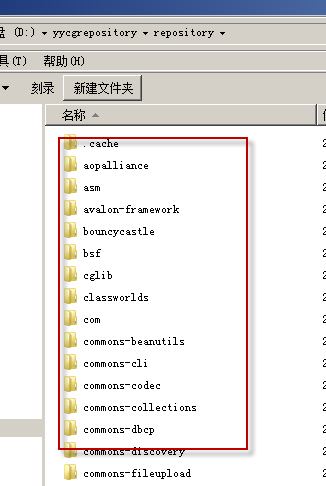 盘 (D:) ▾ yycgrepository ▾ repository ▾
具(T) 帮助(H)
刻录 新建文件夹
名称
.cache
aopalliance
asm
avalon-framework
bouncycastle
bsf
cglib
classworlds
com
commons-beanutils
commons-cli
commons-codec
commons-collections
commons-dbcp
commons-discovery
commons-fileupload